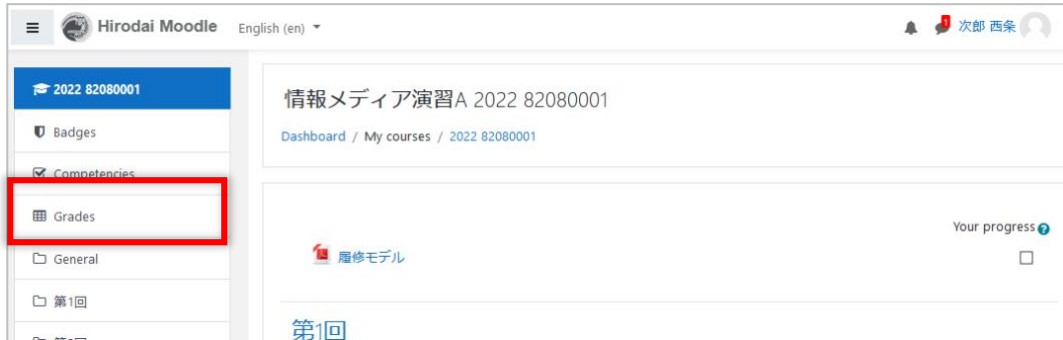 Hirodai Moodle English (en)
1 次郎 西条
2022 82080001
Badges
Competencies
Grades
General
第1回
情報メディア演習A 2022 82080001
Dashboard / My courses / 2022 82080001
Your progress
履修モデル
第1回